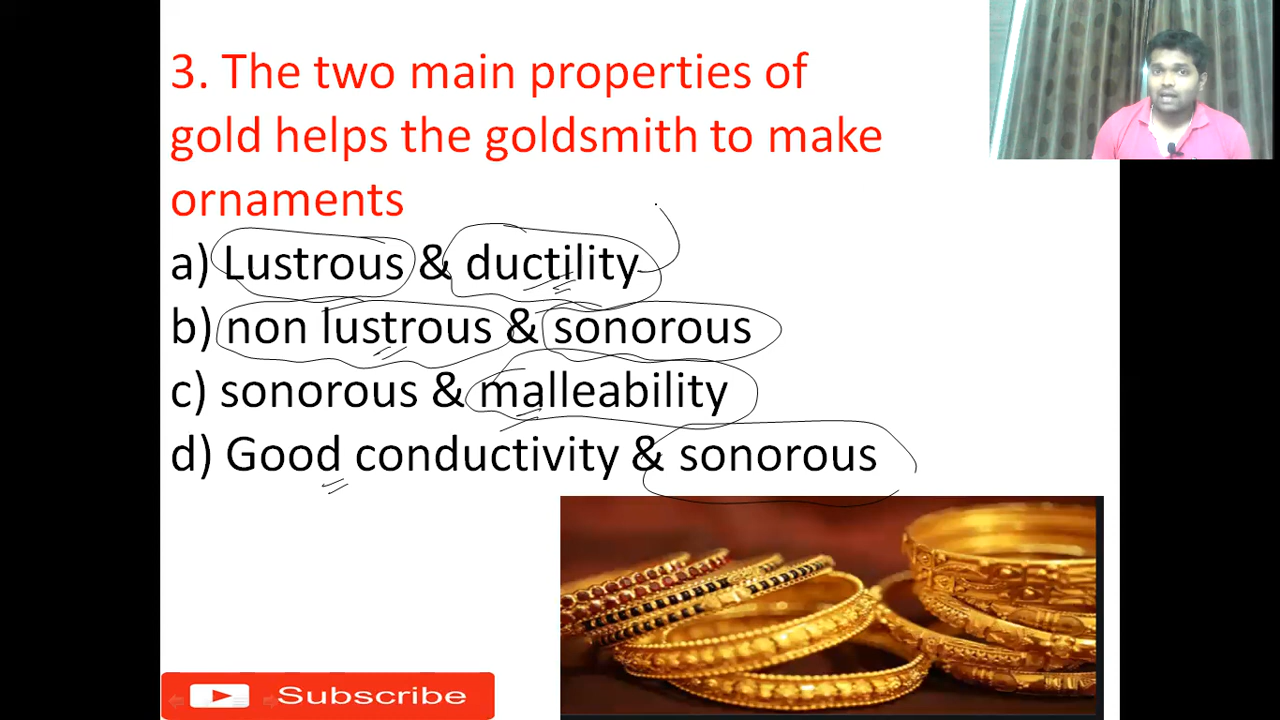 3. The two main properties of
gold helps the goldsmith to make
ornaments
a) Lustrous & ductility
b) non lustrous & sonorous
c) sonorous & malleability
d) Good conductivity & sonorous
Subscribe